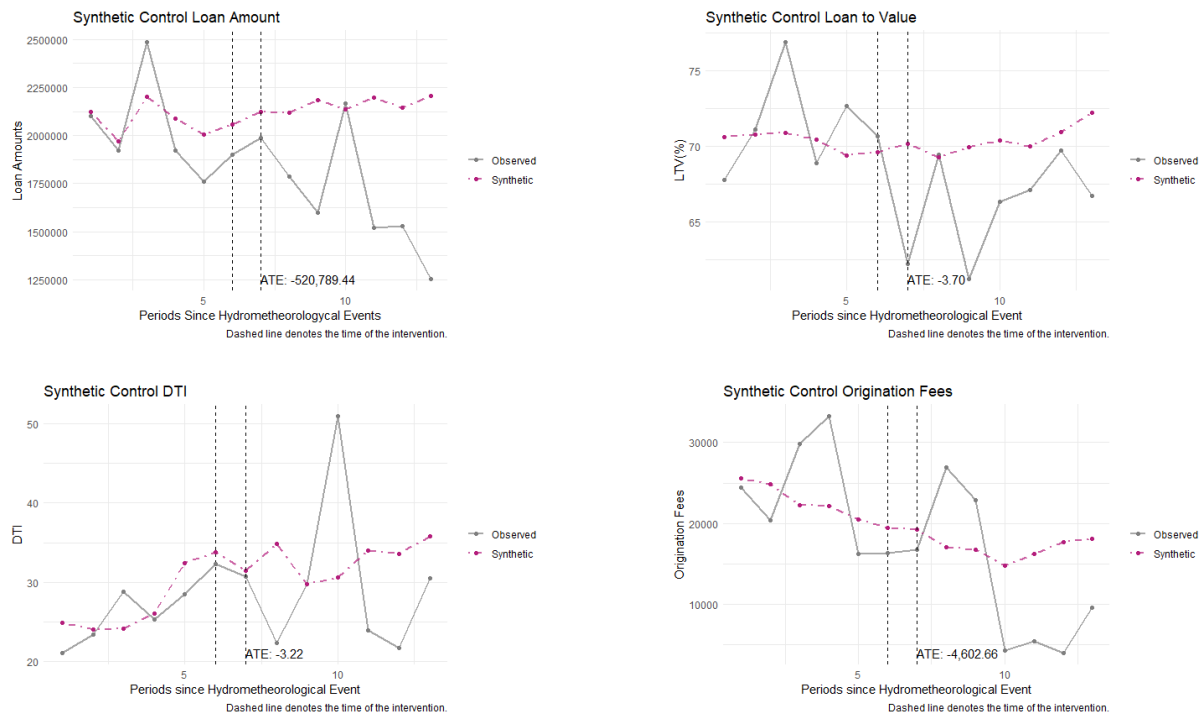 Synthetic Control Loan Amount
2500000
2250000
2000000
1750000
1500000
1250000
Loan Amounts
ATE: -520,789.44
5
10
Periods Since Hydrometheorologycal Events
Dashed line denotes the time of the intervention.
Observed
Synthetic
Synthetic Control Loan to Value
75
70
65
LTV(%)
ATE: -3.70
5
10
Periods since Hydrometheorological Event
Dashed line denotes the time of the intervention.
Observed
Synthetic
Synthetic Control DTI
50
40
30
20
DTI
ATE: -3.22
5
10
Periods since Hydrometheorological Event
Dashed line denotes the time of the intervention.
Observed
Synthetic
Synthetic Control Origination Fees
30000
20000
10000
Origination Fees
ATE: -4,602.66
5
10
Periods since Hydrometheorological Event
Dashed line denotes the time of the intervention.
Observed
Synthetic